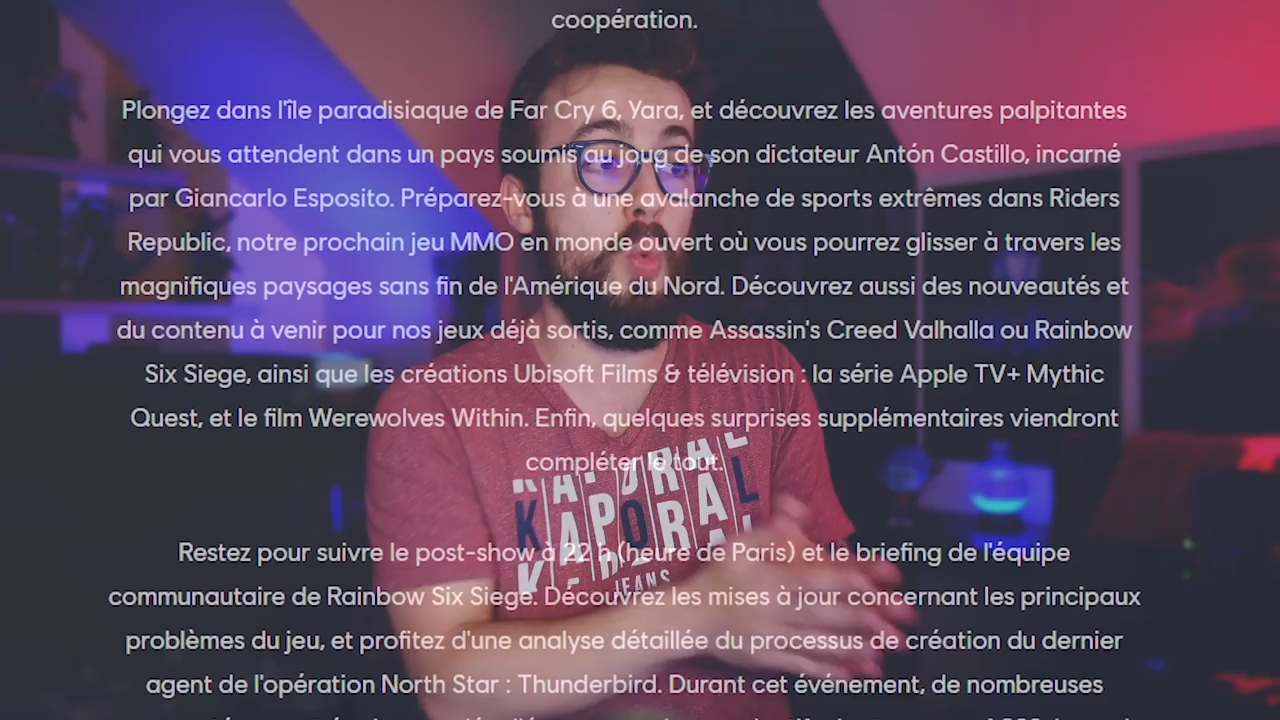 coopération.
Plongez dans l'île paradisiaque de Far Cry 6, Yara, et découvrez les aventures palpitantes
qui vous attendent dans un pays soumis au joug de son dictateur Antón Castillo, incarné
par Giancarlo Esposito. Préparez-vous à une avalanche de sports extrêmes dans Riders
Republic, notre prochain jeu MMO en monde ouvert où vous pourrez glisser à travers les
magnifiques paysages sans fin de l'Amérique du Nord. Découvrez aussi des nouveautés et
du contenu à venir pour nos jeux déjà sortis, comme Assassin's Creed Valhalla ou Rainbow
Six Siege, ainsi que les créations Ubisoft Films & télévision : la série Apple TV+ Mythic
Quest, et le film Werewolves Within. Enfin, quelques surprises supplémentaires viendront
compléter le tout.
KAPORAL
KAPORAL
JEANS
Restez pour suivre le post-show à 22 h (heure de Paris) et le briefing de l'équipe
communautaire de Rainbow Six Siege. Découvrez les mises à jour concernant les principaux
problèmes du jeu, et profitez d'une analyse détaillée du processus de création du dernier
agent de l'opération North Star : Thunderbird. Durant cet événement, de nombreuses